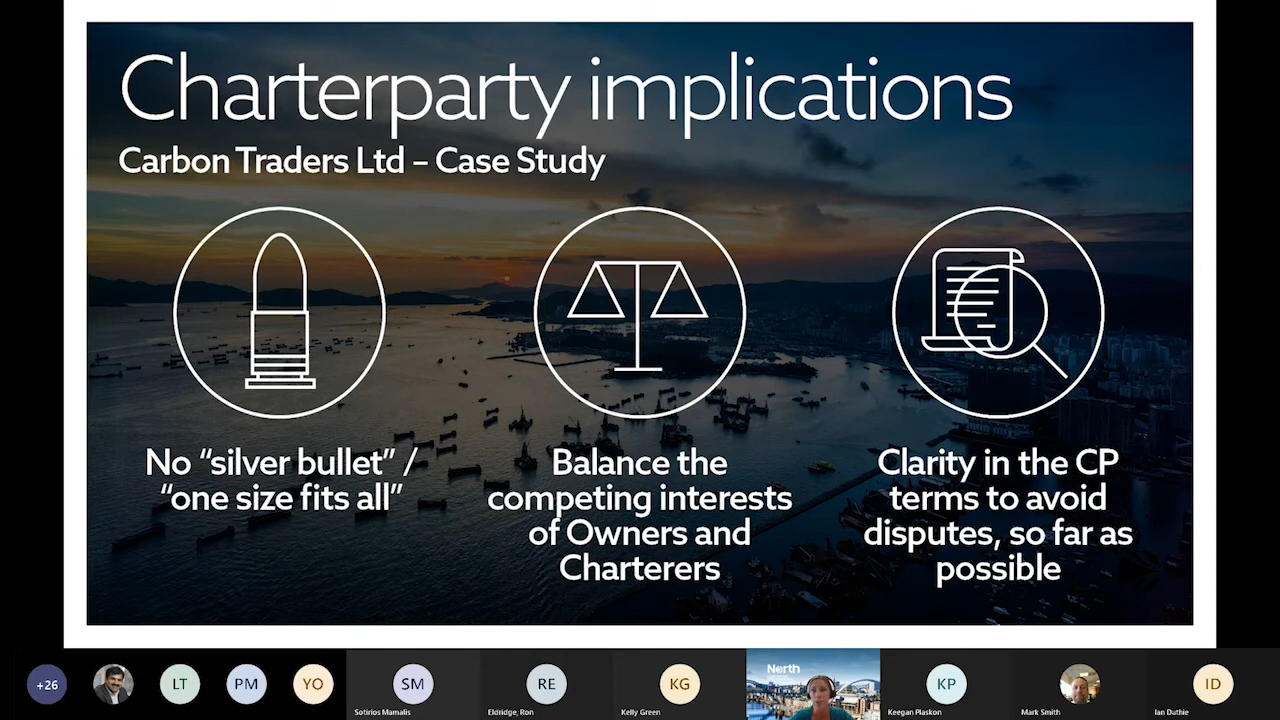 Charterparty implications
Carbon Traders Ltd – Case Study
No “silver bullet” /
“one size fits all”
Balance the
competing interests
of Owners and
Charterers
Clarity in the CP
terms to avoid
disputes, so far as
possible
+26
LT
PM
YO
SM
Sotirios Mamalis
RE
Eldridge, Ron
KG
Kelly Green
North
KP
Keegan Plaskon
Mark Smith
ID
Ian Duthie